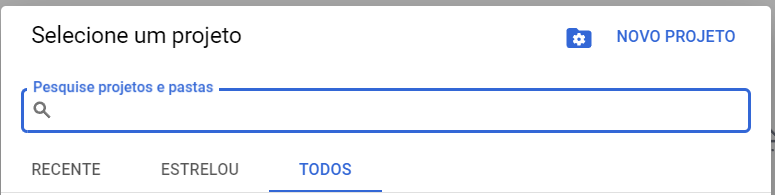 Selecione um projeto
NOVO PROJETO
Pesquise projetos e pastas
RECENTE ESTRELOU TODOS